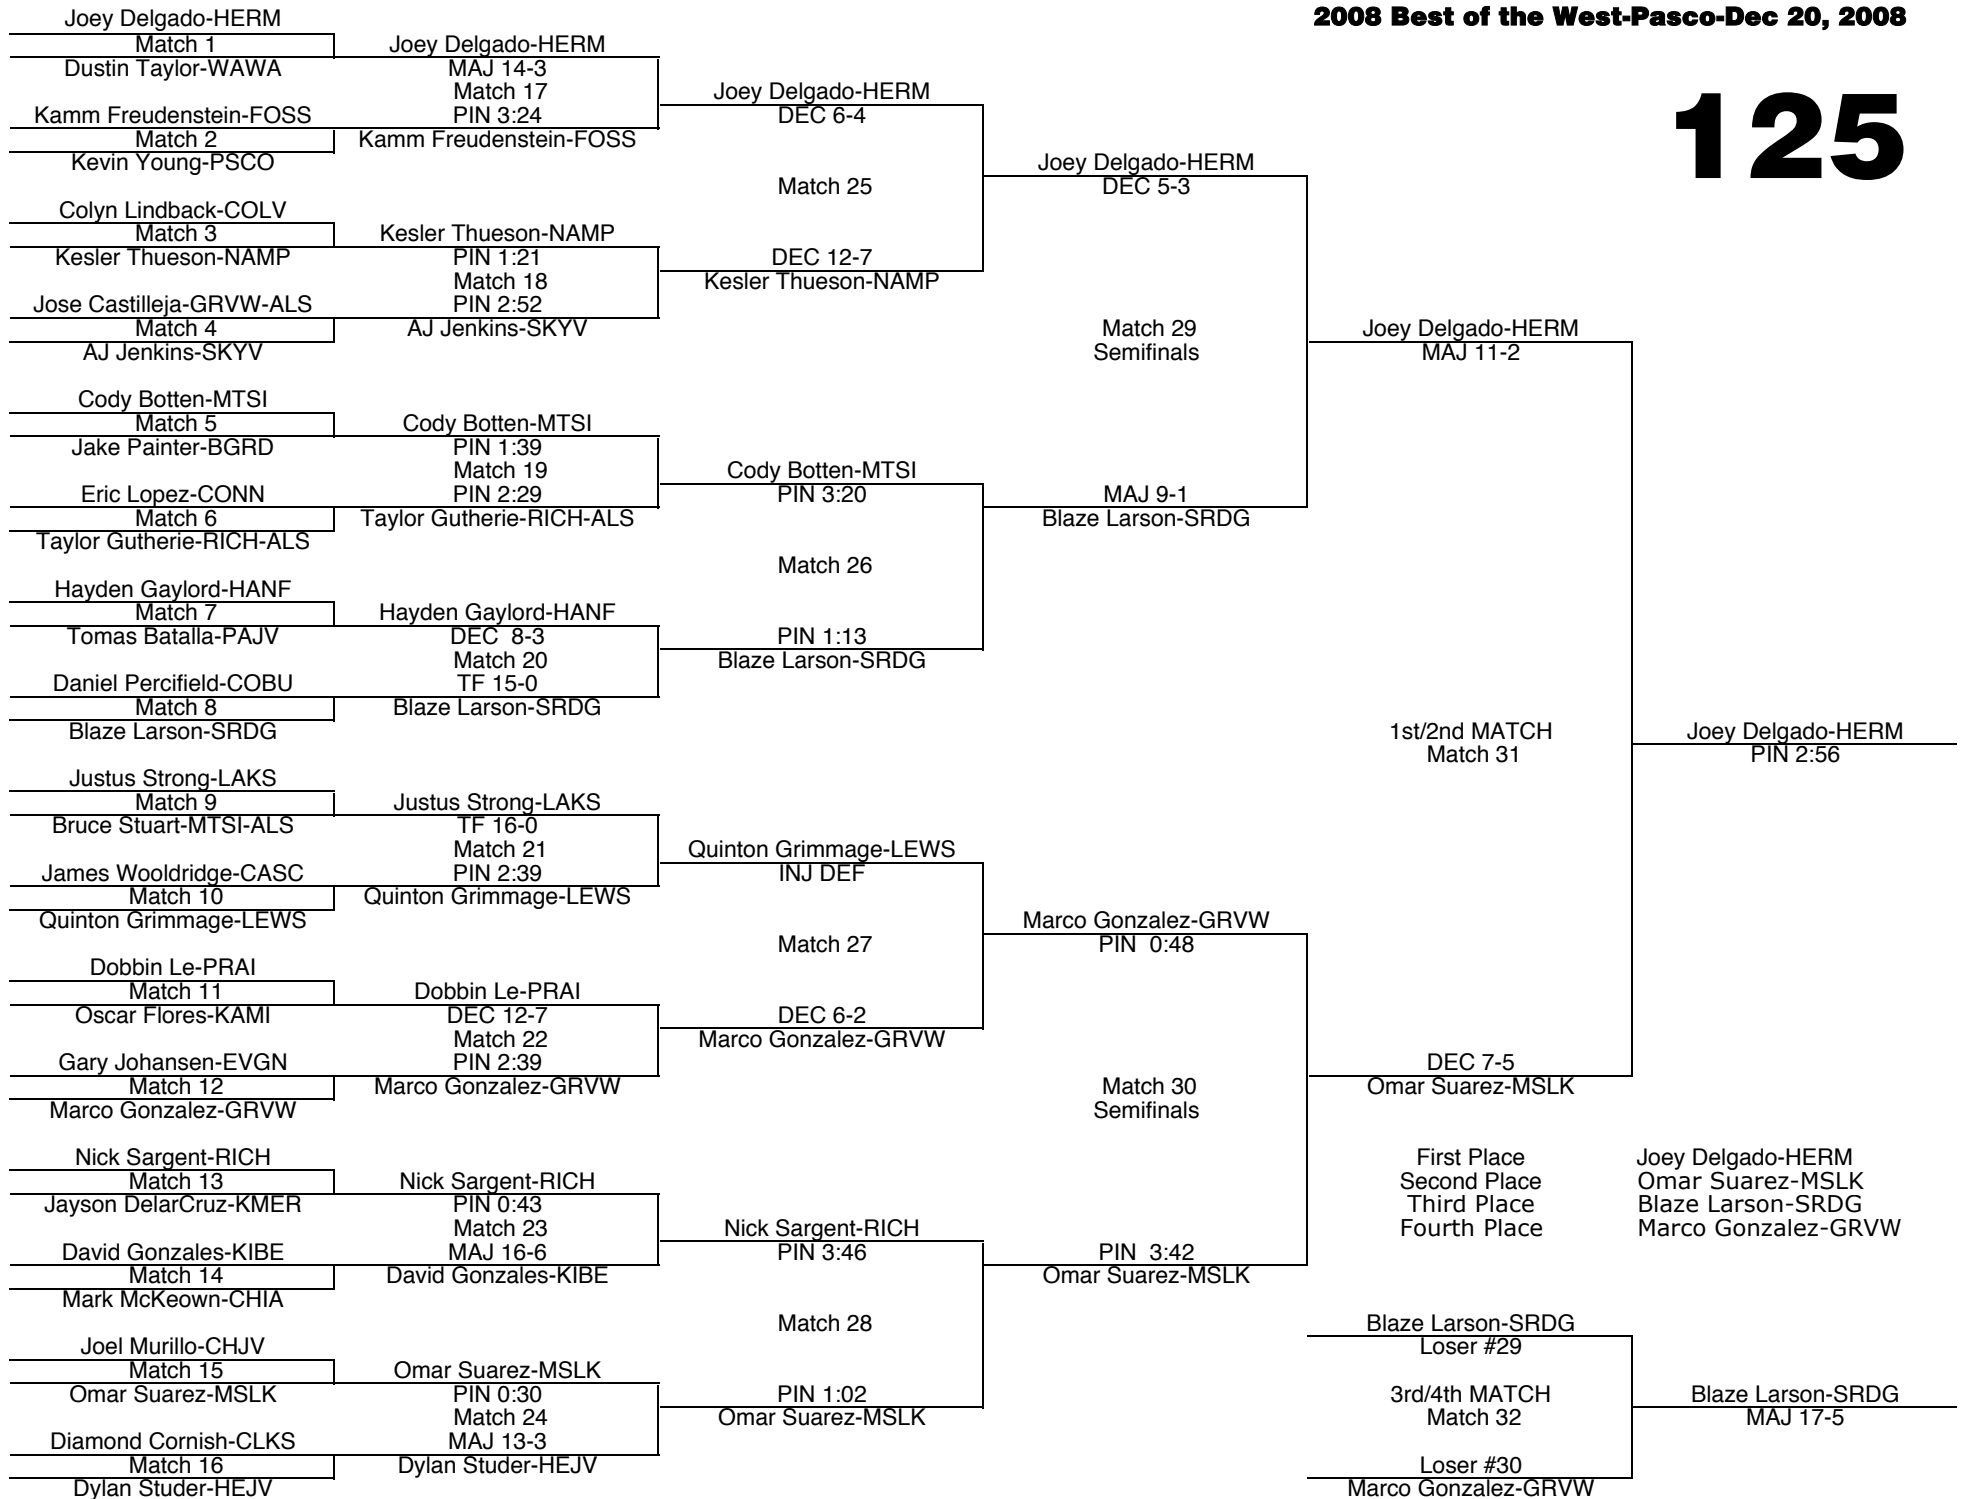 2008 Best of the West-Pasco-Dec 20, 2008
125
Joey Delgado-HERM
Match 1
Dustin Taylor-WAWA
Kamm Freudenstein-FOSS
Match 2
Kevin Young-PSCO
Colyn Lindback-COLV
Match 3
Kesler Thueson-NAMP
Jose Castilleja-GRVW-ALS
Match 4
AJ Jenkins-SKYV
Cody Botten-MTSI
Match 5
Jake Painter-BGRD
Eric Lopez-CONN
Match 6
Taylor Gutherie-RICH-ALS
Hayden Gaylord-HANF
Match 7
Tomas Batalla-PAJV
Daniel Percifield-COBU
Match 8
Blaze Larson-SRDG
Justus Strong-LAKS
Match 9
Bruce Stuart-MTSI-ALS
James Wooldridge-CASC
Match 10
Quinton Grimmage-LEWS
Dobbin Le-PRAI
Match 11
Oscar Flores-KAMI
Gary Johansen-EVGN
Match 12
Marco Gonzalez-GRVW
Nick Sargent-RICH
Match 13
Jayson DelarCruz-KMER
David Gonzales-KIBE
Match 14
Mark McKeown-CHIA
Joel Murillo-CHJV
Match 15
Omar Suarez-MSLK
Diamond Cornish-CLKS
Match 16
Dylan Studer-HEJV
Joey Delgado-HERM
MAJ 14-3
Match 17
PIN 3:24
Kamm Freudenstein-FOSS
Kesler Thueson-NAMP
PIN 1:21
Match 18
PIN 2:52
AJ Jenkins-SKYV
Cody Botten-MTSI
PIN 1:39
Match 19
PIN 2:29
Taylor Gutherie-RICH-ALS
Hayden Gaylord-HANF
DEC 8-3
Match 20
TF 15-0
Blaze Larson-SRDG
Justus Strong-LAKS
TF 16-0
Match 21
PIN 2:39
Quinton Grimmage-LEWS
Dobbin Le-PRAI
DEC 12-7
Match 22
PIN 2:39
Marco Gonzalez-GRVW
Nick Sargent-RICH
PIN 0:43
Match 23
MAJ 16-6
David Gonzales-KIBE
Omar Suarez-MSLK
PIN 0:30
Match 24
MAJ 13-3
Dylan Studer-HEJV
Joey Delgado-HERM
DEC 6-4
Match 25
DEC 12-7
Kesler Thueson-NAMP
Cody Botten-MTSI
PIN 3:20
Match 26
PIN 1:13
Blaze Larson-SRDG
Quinton Grimmage-LEWS
INJ DEF
Match 27
DEC 6-2
Marco Gonzalez-GRVW
Nick Sargent-RICH
PIN 3:46
Match 28
PIN 1:02
Omar Suarez-MSLK
Joey Delgado-HERM
DEC 5-3
Match 29
Semifinals
MAJ 9-1
Blaze Larson-SRDG
Marco Gonzalez-GRVW
PIN 0:48
Match 30
Semifinals
PIN 3:42
Omar Suarez-MSLK
Joey Delgado-HERM
MAJ 11-2
1st/2nd MATCH
Match 31
DEC 7-5
Omar Suarez-MSLK
Joey Delgado-HERM
PIN 2:56
First Place Joey Delgado-HERM
Second Place Omar Suarez-MSLK
Third Place Blaze Larson-SRDG
Fourth Place Marco Gonzalez-GRVW
Blaze Larson-SRDG
Loser #29
3rd/4th MATCH
Match 32
Loser #30
Marco Gonzalez-GRVW
Blaze Larson-SRDG
MAJ 17-5